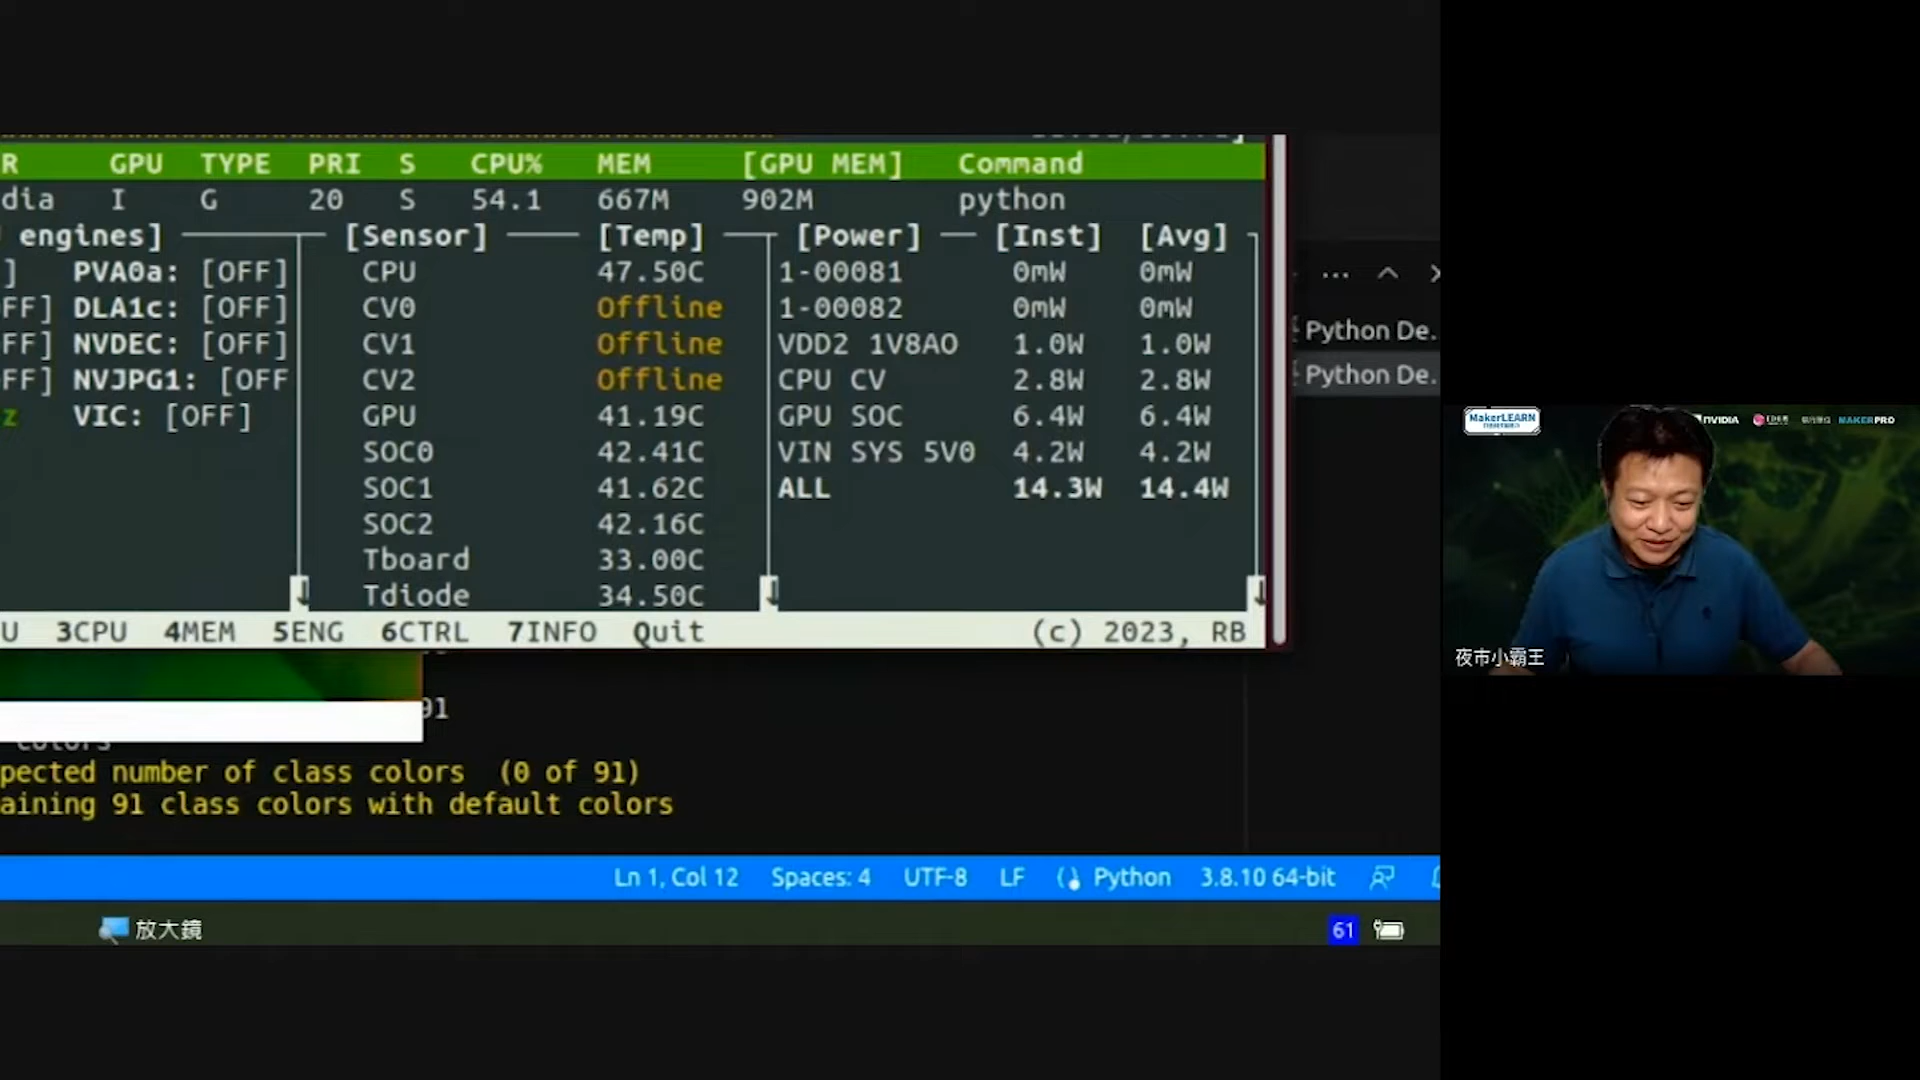 R GPU TYPE PRI S CPU% MEM [GPU MEM] Command
dia I G 20 S 54.1 667M 902M python
engines] [Sensor] [Temp] [Power] [Inst] [Avg]
] PVA0a: [OFF] CPU 47.50C 1-00081 0mW 0mW
FF] DLA1c: [OFF] CV0 Offline 1-00082 0mW 0mW
FF] NVDEC: [OFF] CV1 Offline VDD2 1V8AO 1.0W 1.0W
FF] NVJPG1: [OFF CV2 Offline CPU CV 2.8W 2.8W
z VIC: [OFF] GPU 41.19C GPU SOC 6.4W 6.4W
SOC0 42.41C VIN SYS 5V0 4.2W 4.2W
SOC1 41.62C ALL 14.3W 14.4W
SOC2 42.16C
Tboard 33.00C
Tdiode 34.50C
U 3CPU 4MEM 5ENG 6CTRL 7INFO Quit (c) 2023, RB
Python De...
Python De...
91
colors
pected number of class colors (0 of 91)
aining 91 class colors with default colors
Ln 1, Col 12 Spaces: 4 UTF-8 LF Python 3.8.10 64-bit
放大鏡
61
MakerLEARN
NVIDIA
MAKERPRO
夜市小霸王